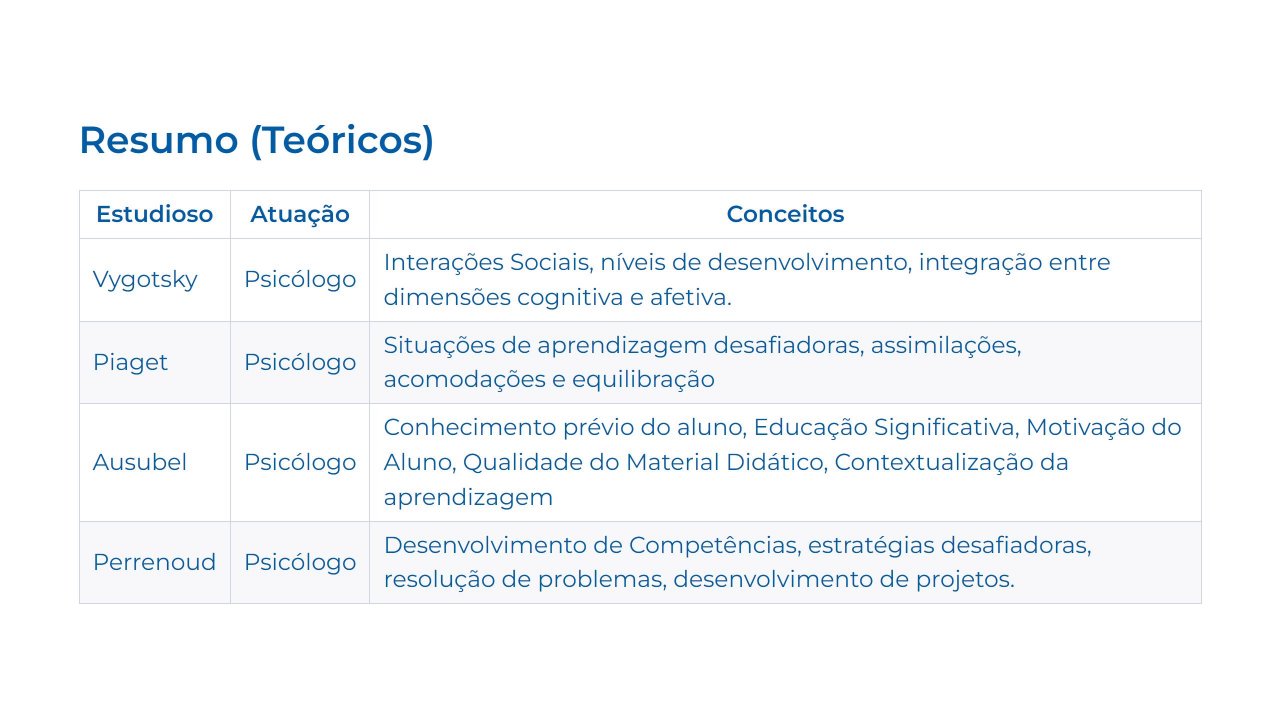 Resumo (Teóricos)
Estudioso Atuação Conceitos
Vygotsky Psicólogo Interações Sociais, níveis de desenvolvimento, integração entre
dimensões cognitiva e afetiva.
Piaget Psicólogo Situações de aprendizagem desafiadoras, assimilações,
acomodações e equilibração
Ausubel Psicólogo Conhecimento prévio do aluno, Educação Significativa, Motivação do
Aluno, Qualidade do Material Didático, Contextualização da
aprendizagem
Perrenoud Psicólogo Desenvolvimento de Competências, estratégias desafiadoras,
resolução de problemas, desenvolvimento de projetos.